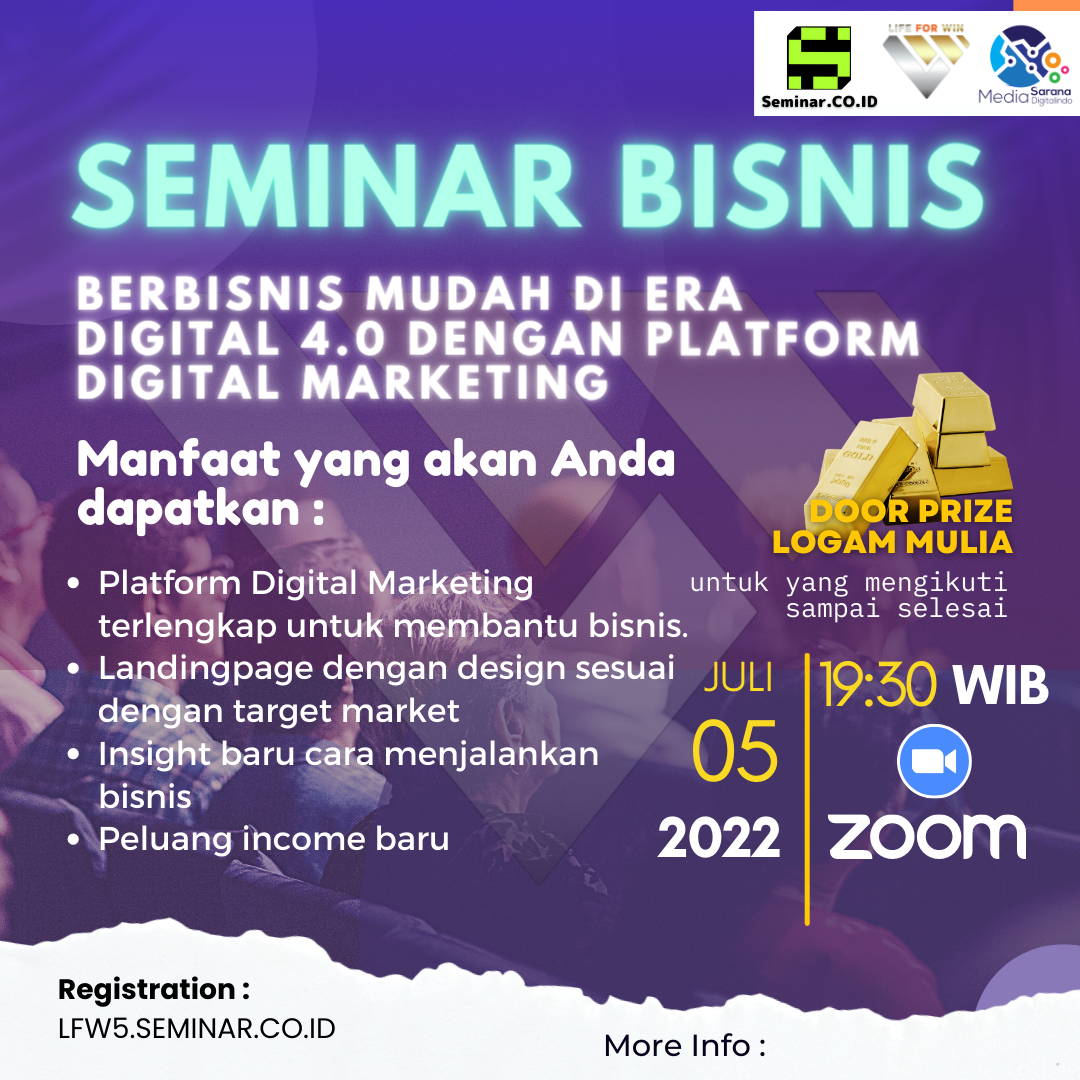 Seminar.CO.ID
LIFE FOR WIN
Media Sarana
Digitalindo
SEMINAR BISNIS
BERBISNIS MUDAH DI ERA
DIGITAL 4.0 DENGAN PLATFORM
DIGITAL MARKETING
Manfaat yang akan Anda
dapatkan :
• Platform Digital Marketing
terlengkap untuk membantu bisnis.
• Landingpage dengan design sesuai
dengan target market
• Insight baru cara menjalankan
bisnis
• Peluang income baru
GOLD
DOOR PRIZE
LOGAM MULIA
untuk yang mengikuti
sampai selesai
JULI
05
2022
19:30 WIB
zoom
Registration :
LFW5.SEMINAR.CO.ID
More Info :